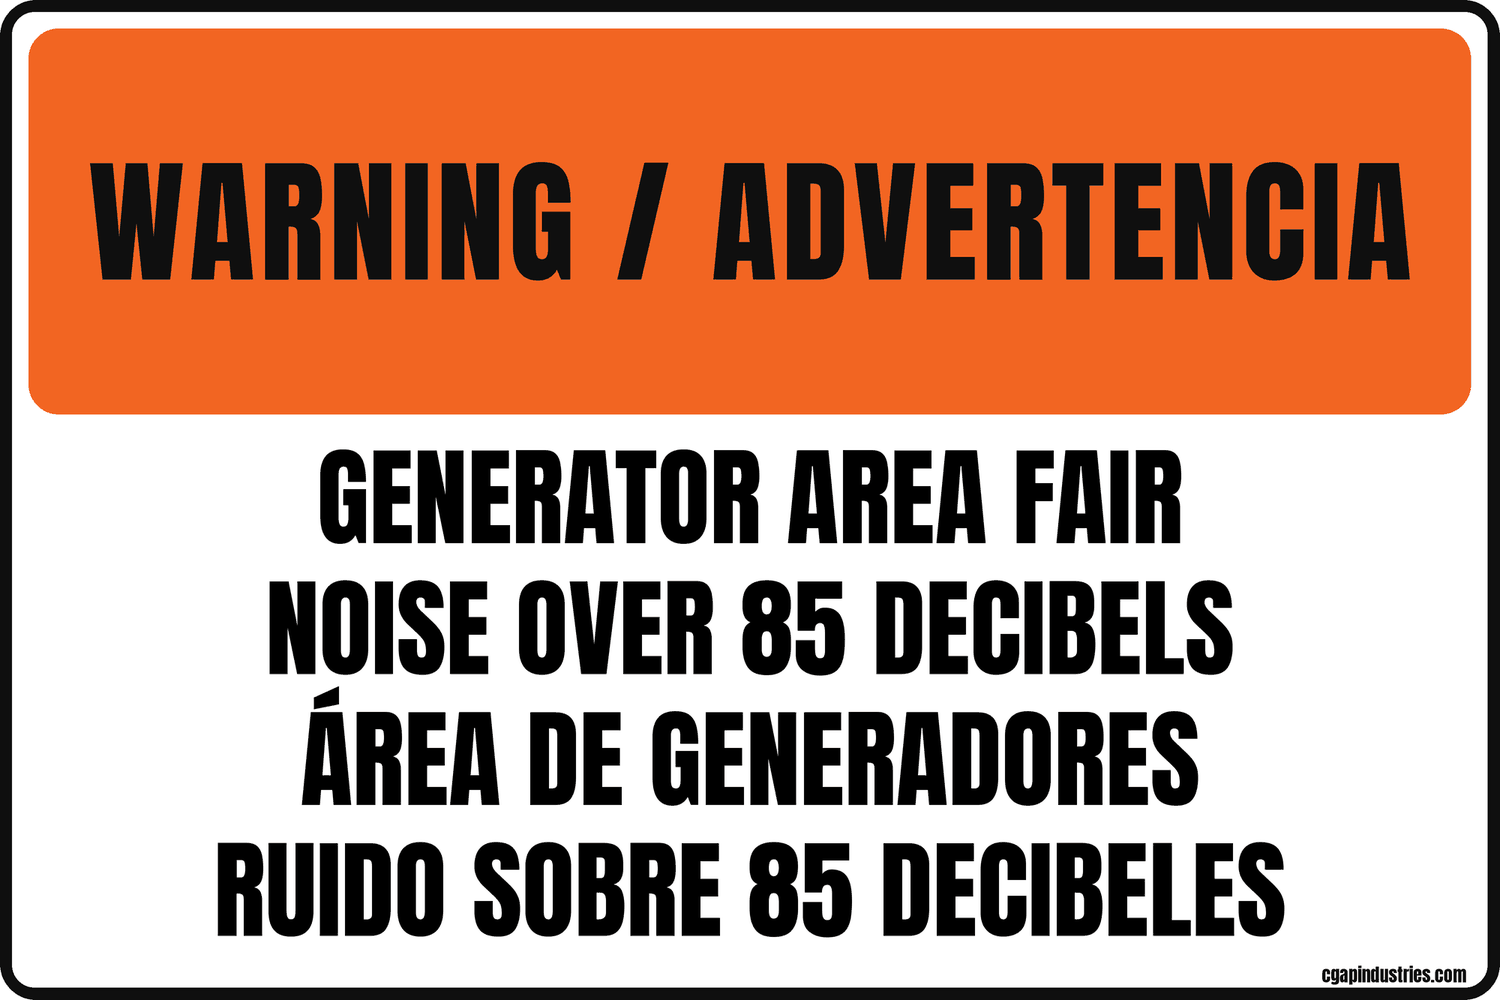 WARNING / ADVERTENCIA
GENERATOR AREA FAIR
NOISE OVER 85 DECIBELS
ÁREA DE GENERADORES
RUIDO SOBRE 85 DECIBELES
cgapindustries.com